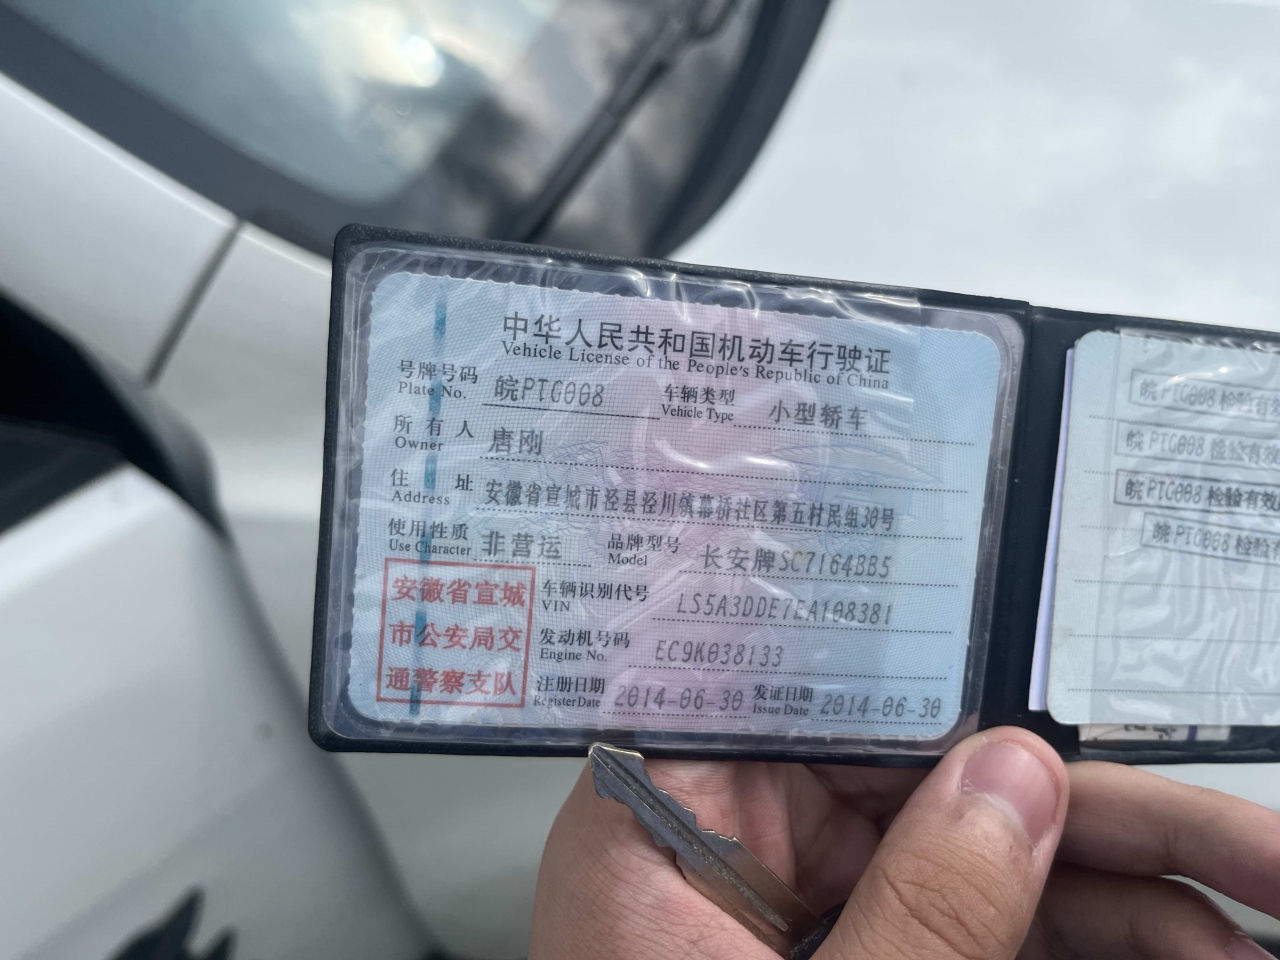 中华人民共和国机动车行驶证
Vehicle License of the People's Republic of China
号牌号码 皖PTG008 车辆类型 小型轿车
Plate No. Vehicle Type
所有人 唐刚
Owner
住址 安徽省宣城市泾县泾川镇幕桥社区第五村民组30号
Address
使用性质 非营运 品牌型号 长安牌SC7164BB5
Use Character Model
安徽省宣城
市公安局交
通警察支队
车辆识别代号 LS5A3DDE7EA108381
VIN
发动机号码 EC9K038133
Engine No.
注册日期 2014-06-30 发证日期 2014-06-30
Register Date Issue Date
皖PTG008检验有
皖PTG008检验有效
皖PTG008检验有效
皖PTG008检验